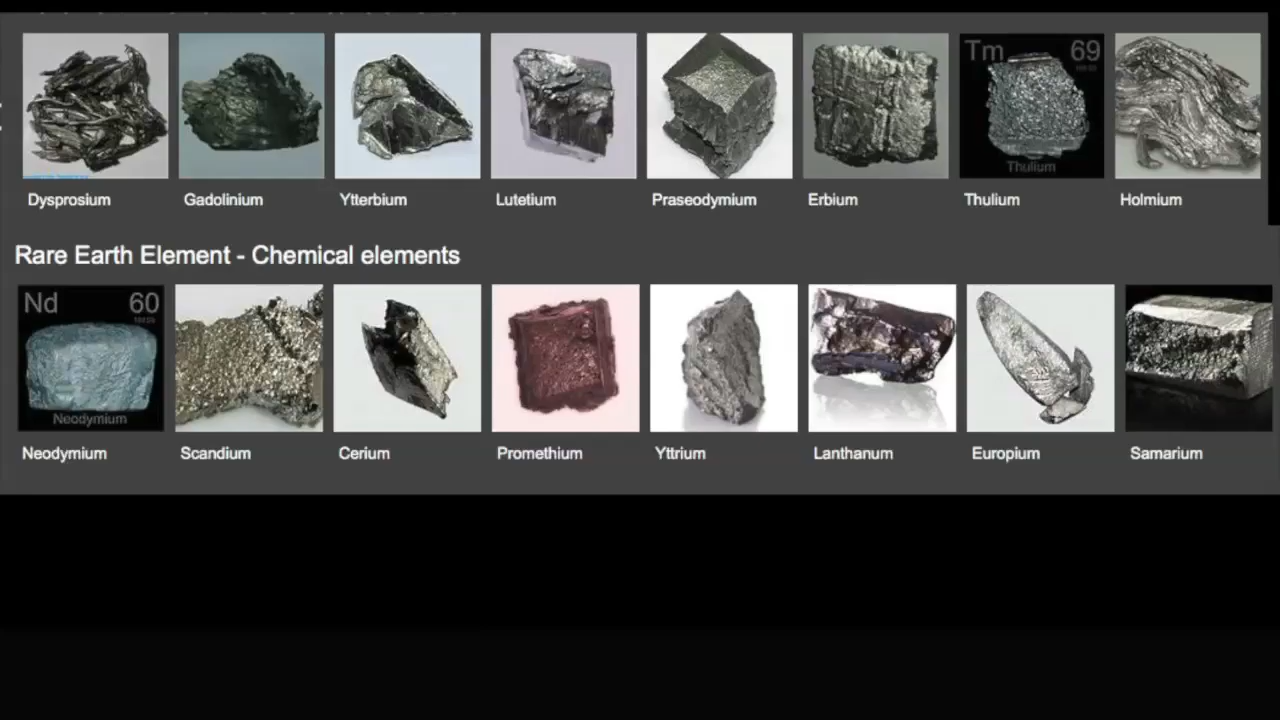 Tm 69
Thulium
Dysprosium Gadolinium Ytterbium Lutetium Praseodymium Erbium Thulium Holmium
Rare Earth Element - Chemical elements
Nd 60
Neodymium
Neodymium Scandium Cerium Promethium Yttrium Lanthanum Europium Samarium